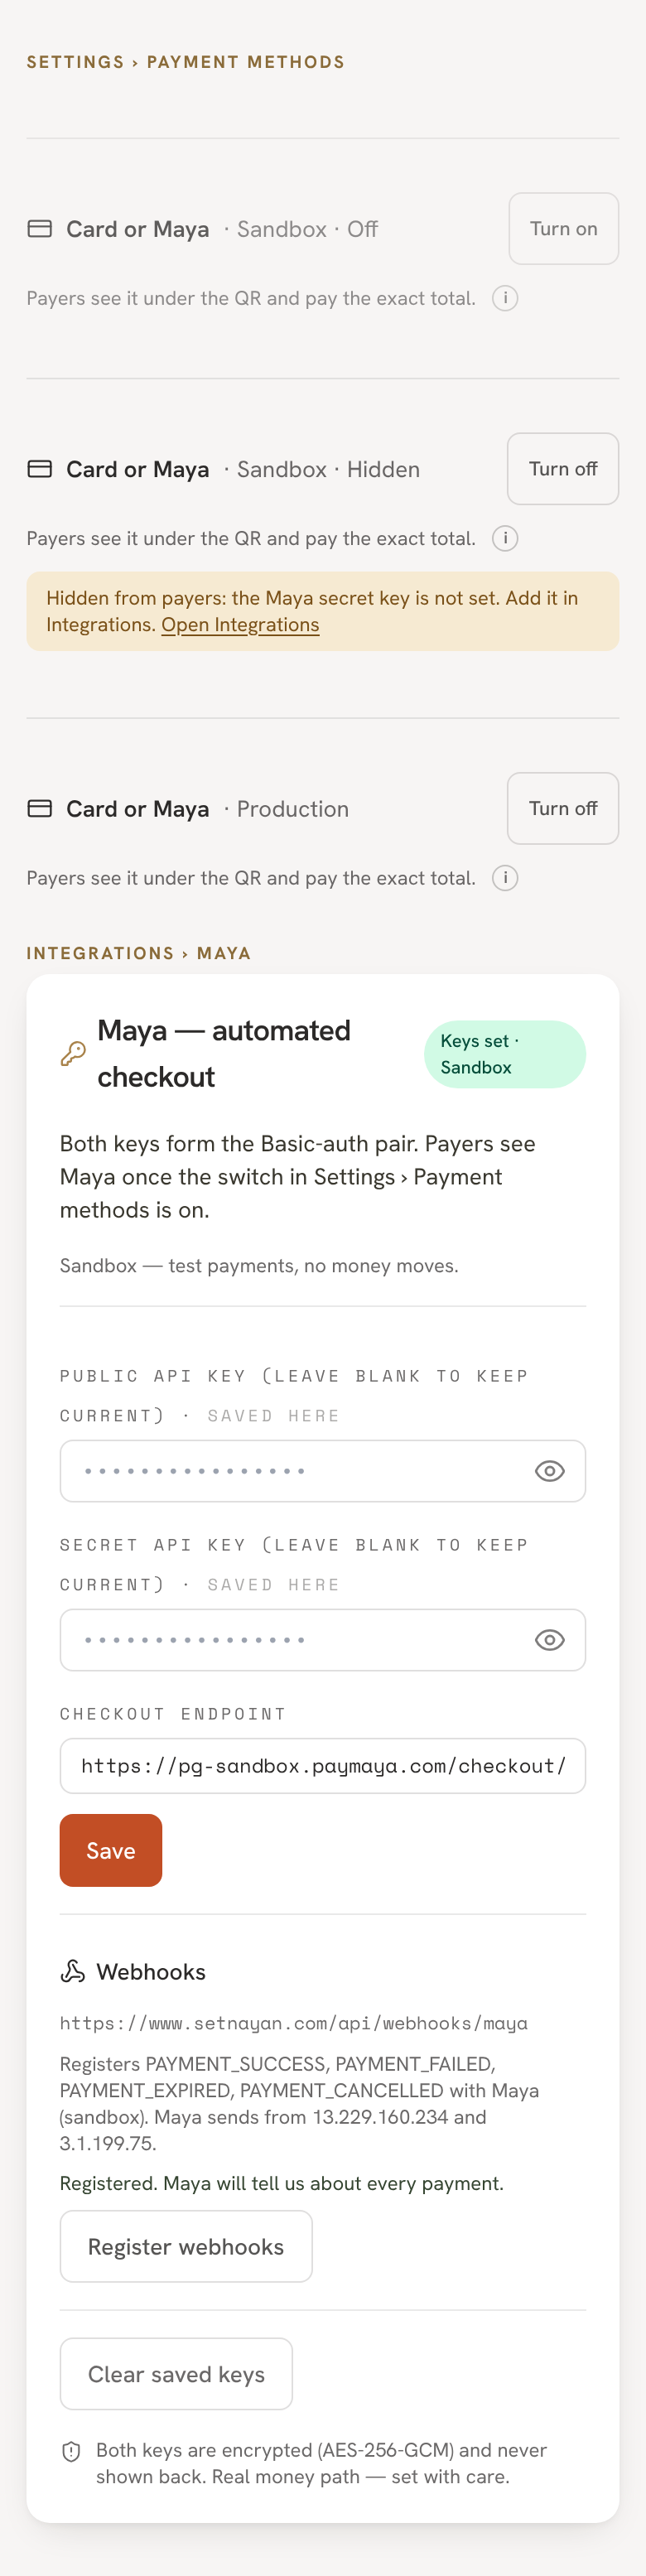 SETTINGS › PAYMENT METHODS
Card or Maya · Sandbox · Off
Turn on
Payers see it under the QR and pay the exact total. i
Card or Maya · Sandbox · Hidden
Turn off
Payers see it under the QR and pay the exact total. i
Hidden from payers: the Maya secret key is not set. Add it in
Integrations. Open Integrations
Card or Maya · Production
Turn off
Payers see it under the QR and pay the exact total. i
INTEGRATIONS › MAYA
Maya — automated
checkout
Keys set ·
Sandbox
Both keys form the Basic-auth pair. Payers see
Maya once the switch in Settings › Payment
methods is on.
Sandbox — test payments, no money moves.
PUBLIC API KEY (LEAVE BLANK TO KEEP
CURRENT) · SAVED HERE
••••••••••••••••
SECRET API KEY (LEAVE BLANK TO KEEP
CURRENT) · SAVED HERE
••••••••••••••••
CHECKOUT ENDPOINT
https://pg-sandbox.paymaya.com/checkout/
Save
Webhooks
https://www.setnayan.com/api/webhooks/maya
Registers PAYMENT_SUCCESS, PAYMENT_FAILED,
PAYMENT_EXPIRED, PAYMENT_CANCELLED with Maya
(sandbox). Maya sends from 13.229.160.234 and
3.1.199.75.
Registered. Maya will tell us about every payment.
Register webhooks
Clear saved keys
Both keys are encrypted (AES-256-GCM) and never
shown back. Real money path — set with care.